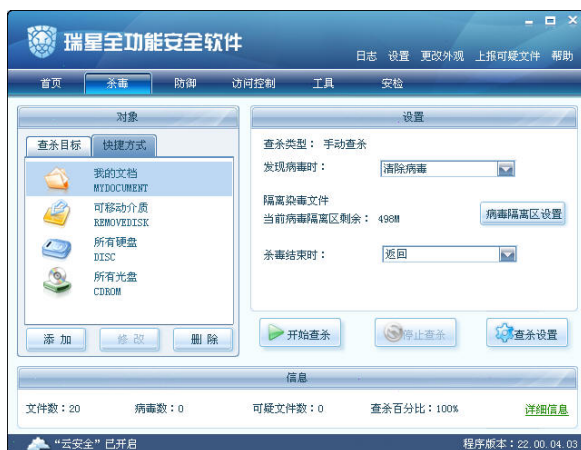 瑞星全功能安全软件
日志 设置 更改外观 上报可疑文件 帮助
首页 杀毒 防御 访问控制 工具 安检
对象
查杀目标 快捷方式
我的文档
MYDOCUMENT
可移动介质
REMOVEDISK
所有硬盘
DISC
所有光盘
CDROM
添 加 修 改 删 除
设置
查杀类型: 手动查杀
发现病毒时: 清除病毒
隔离染毒文件
当前病毒隔离区剩余: 498M 病毒隔离区设置
杀毒结束时: 返回
开始查杀 停止查杀 查杀设置
信息
文件数:20 病毒数:0 可疑文件数:0 查杀百分比:100% 详细信息
“云安全”已开启 程序版本:22.00.04.03